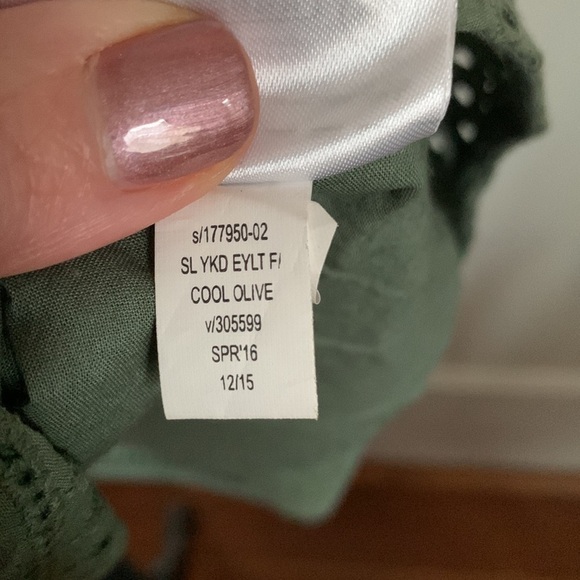 s/177950-02
SL YKD EYLT F/
COOL OLIVE
v/305599
SPR'16
12/15